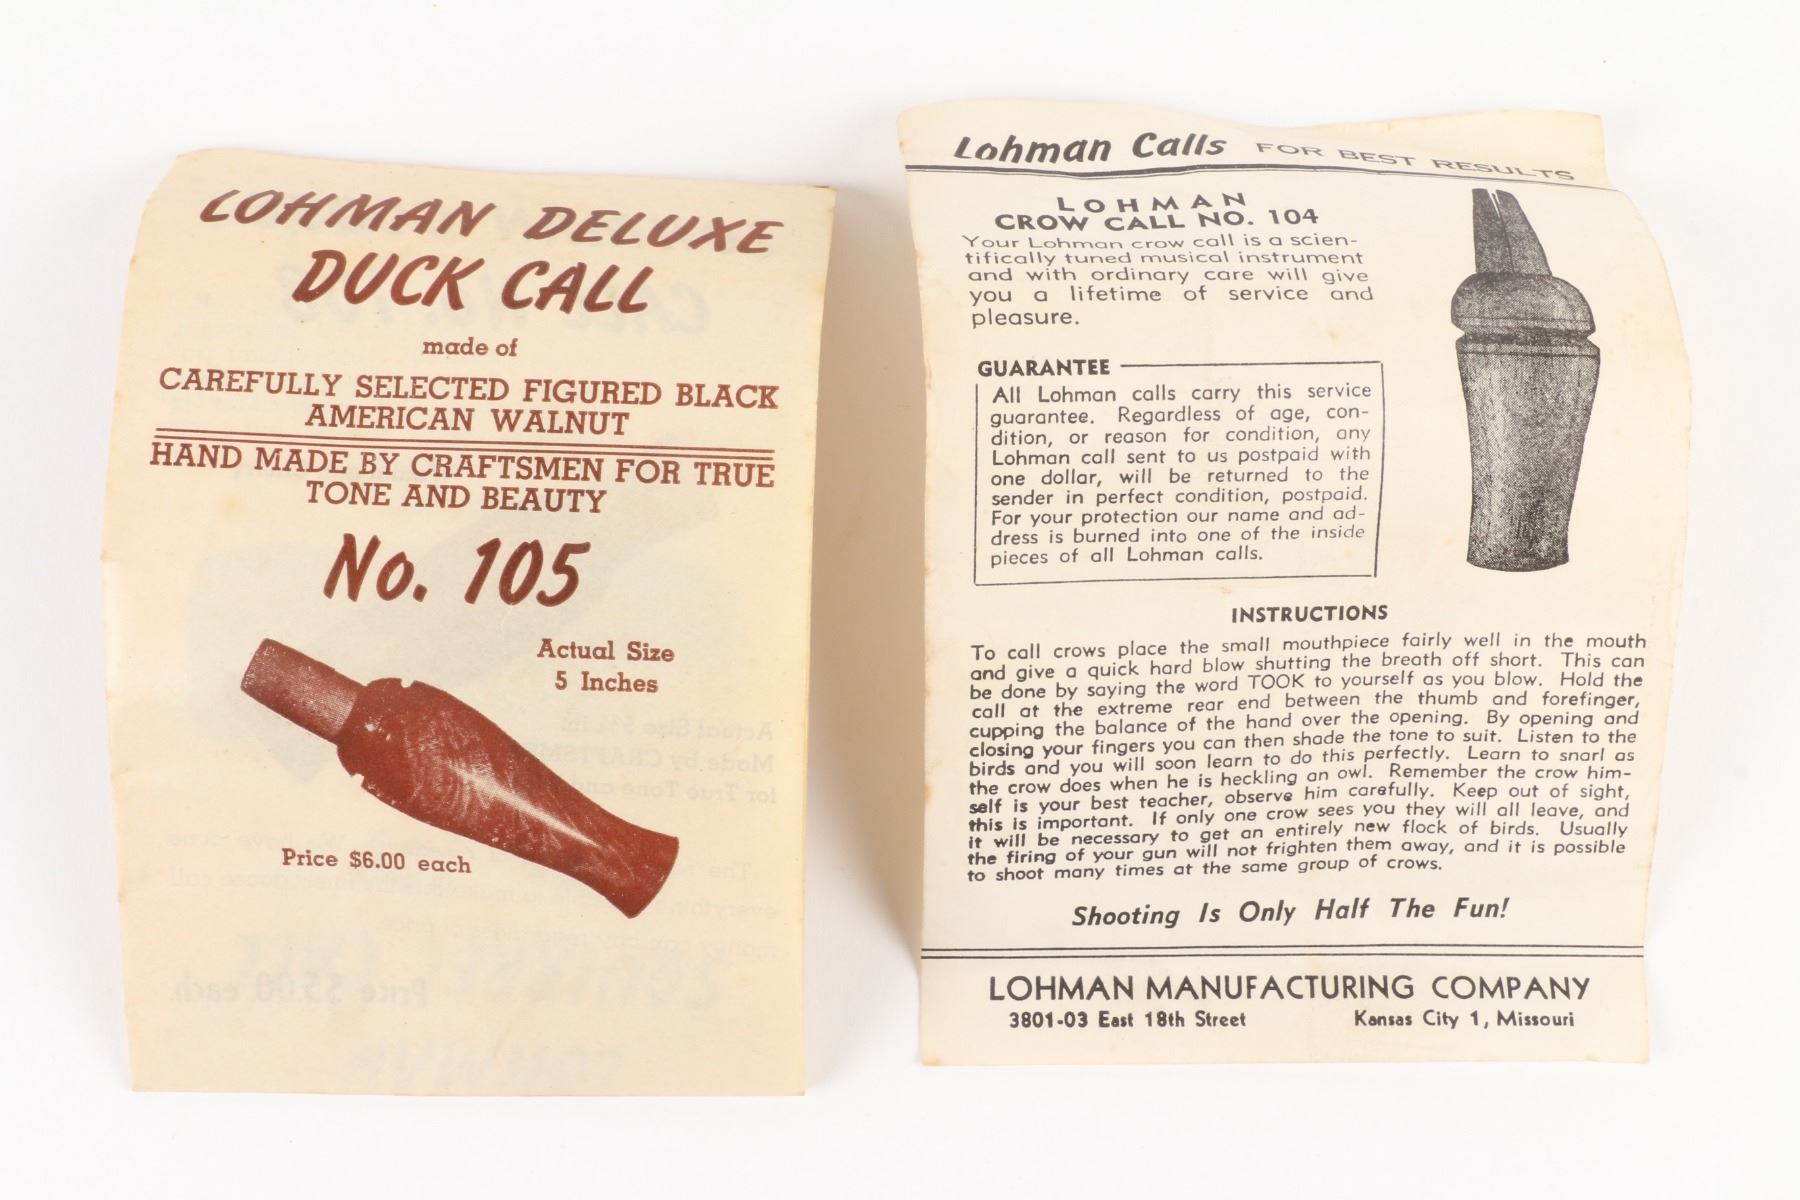 LOHMAN DELUXE
DUCK CALL
made of
CAREFULLY SELECTED FIGURED BLACK
AMERICAN WALNUT
HAND MADE BY CRAFTSMEN FOR TRUE
TONE AND BEAUTY
No. 105
Actual Size
5 Inches
Price $6.00 each
Lohman Calls FOR BEST RESULTS
LOHMAN
CROW CALL NO. 104
Your Lohman crow call is a scien-
tifically tuned musical instrument
and with ordinary care will give
you a lifetime of service and
pleasure.
GUARANTEE
All Lohman calls carry this service
guarantee. Regardless of age, con-
dition, or reason for condition, any
Lohman call sent to us postpaid with
one dollar, will be returned to the
sender in perfect condition, postpaid.
For your protection our name and ad-
dress is burned into one of the inside
pieces of all Lohman calls.
INSTRUCTIONS
To call crows place the small mouthpiece fairly well in the mouth
and give a quick hard blow shutting the breath off short. This can
be done by saying the word TOOK to yourself as you blow. Hold the
call at the extreme rear end between the thumb and forefinger,
cupping the balance of the hand over the opening. By opening and
closing your fingers you can then shade the tone to suit. Listen to the
birds and you will soon learn to do this perfectly. Learn to snarl as
the crow does when he is heckling an owl. Remember the crow him-
self is your best teacher, observe him carefully. Keep out of sight,
this is important. If only one crow sees you they will all leave, and
it will be necessary to get an entirely new flock of birds. Usually
the firing of your gun will not frighten them away, and it is possible
to shoot many times at the same group of crows.
Shooting Is Only Half The Fun!
LOHMAN MANUFACTURING COMPANY
3801-03 East 18th Street Kansas City 1, Missouri